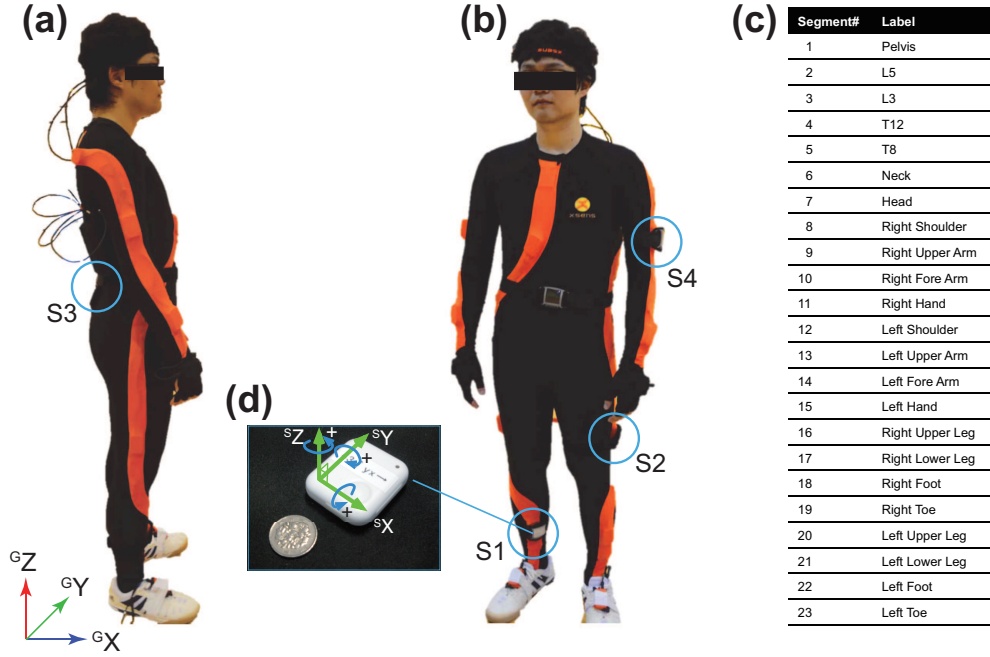 (a)
(b)
(c)
(d)
xsens
S3
S4
S2
S1
SZ
+
SY
+
yx→
+
SX
GZ
GY
GX
Segment# Label
1 Pelvis
2 L5
3 L3
4 T12
5 T8
6 Neck
7 Head
8 Right Shoulder
9 Right Upper Arm
10 Right Fore Arm
11 Right Hand
12 Left Shoulder
13 Left Upper Arm
14 Left Fore Arm
15 Left Hand
16 Right Upper Leg
17 Right Lower Leg
18 Right Foot
19 Right Toe
20 Left Upper Leg
21 Left Lower Leg
22 Left Foot
23 Left Toe